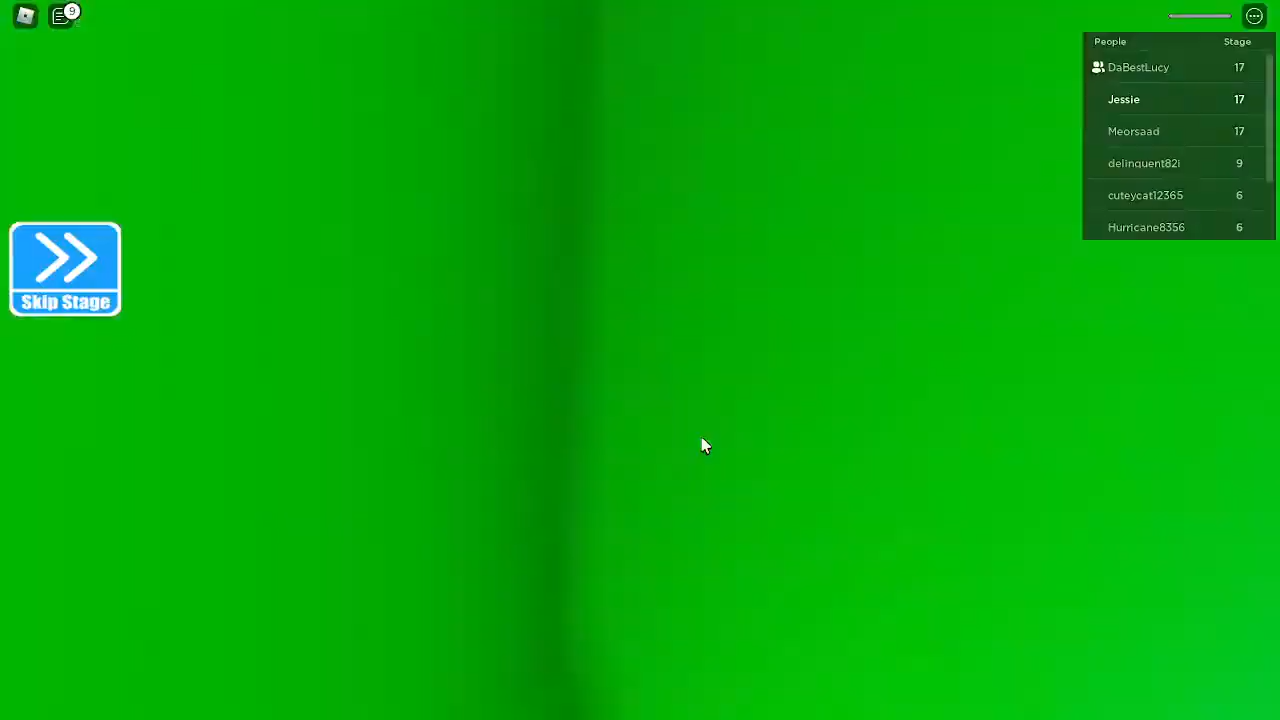 9
People Stage
DaBestLucy 17
Jessie 17
Meorsaad 17
delinquent82i 9
cuteycat12365 6
Hurricane8356 6
Skip Stage